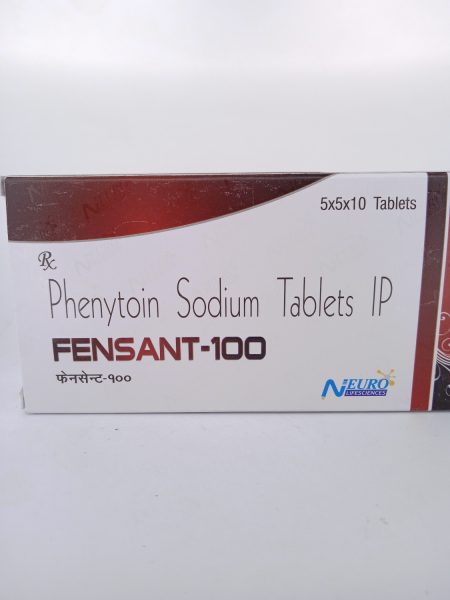 5x5x10 Tablets
Rx
Phenytoin Sodium Tablets IP
FENSANT-100
फेनसेन्ट-१००
NEURO
LIFESCIENCES